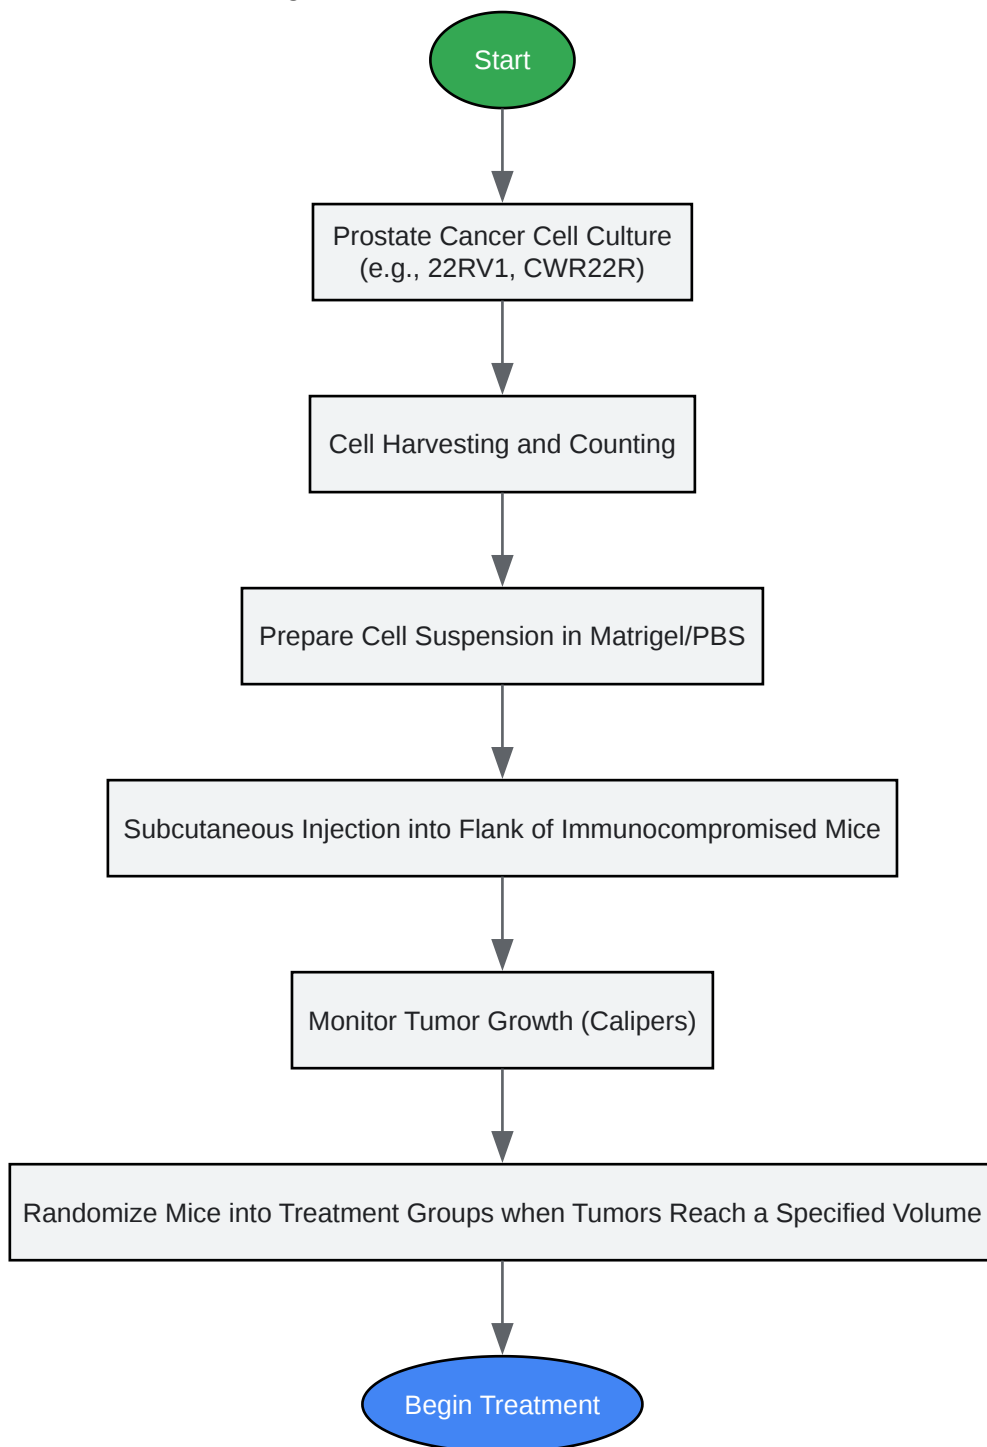 Start
Prostate Cancer Cell Culture
(e.g., 22RV1, CWR22R)
Cell Harvesting and Counting
Prepare Cell Suspension in Matrigel/PBS
Subcutaneous Injection into Flank of Immunocompromised Mice
Monitor Tumor Growth (Calipers)
Randomize Mice into Treatment Groups when Tumors Reach a Specified Volume
Begin Treatment